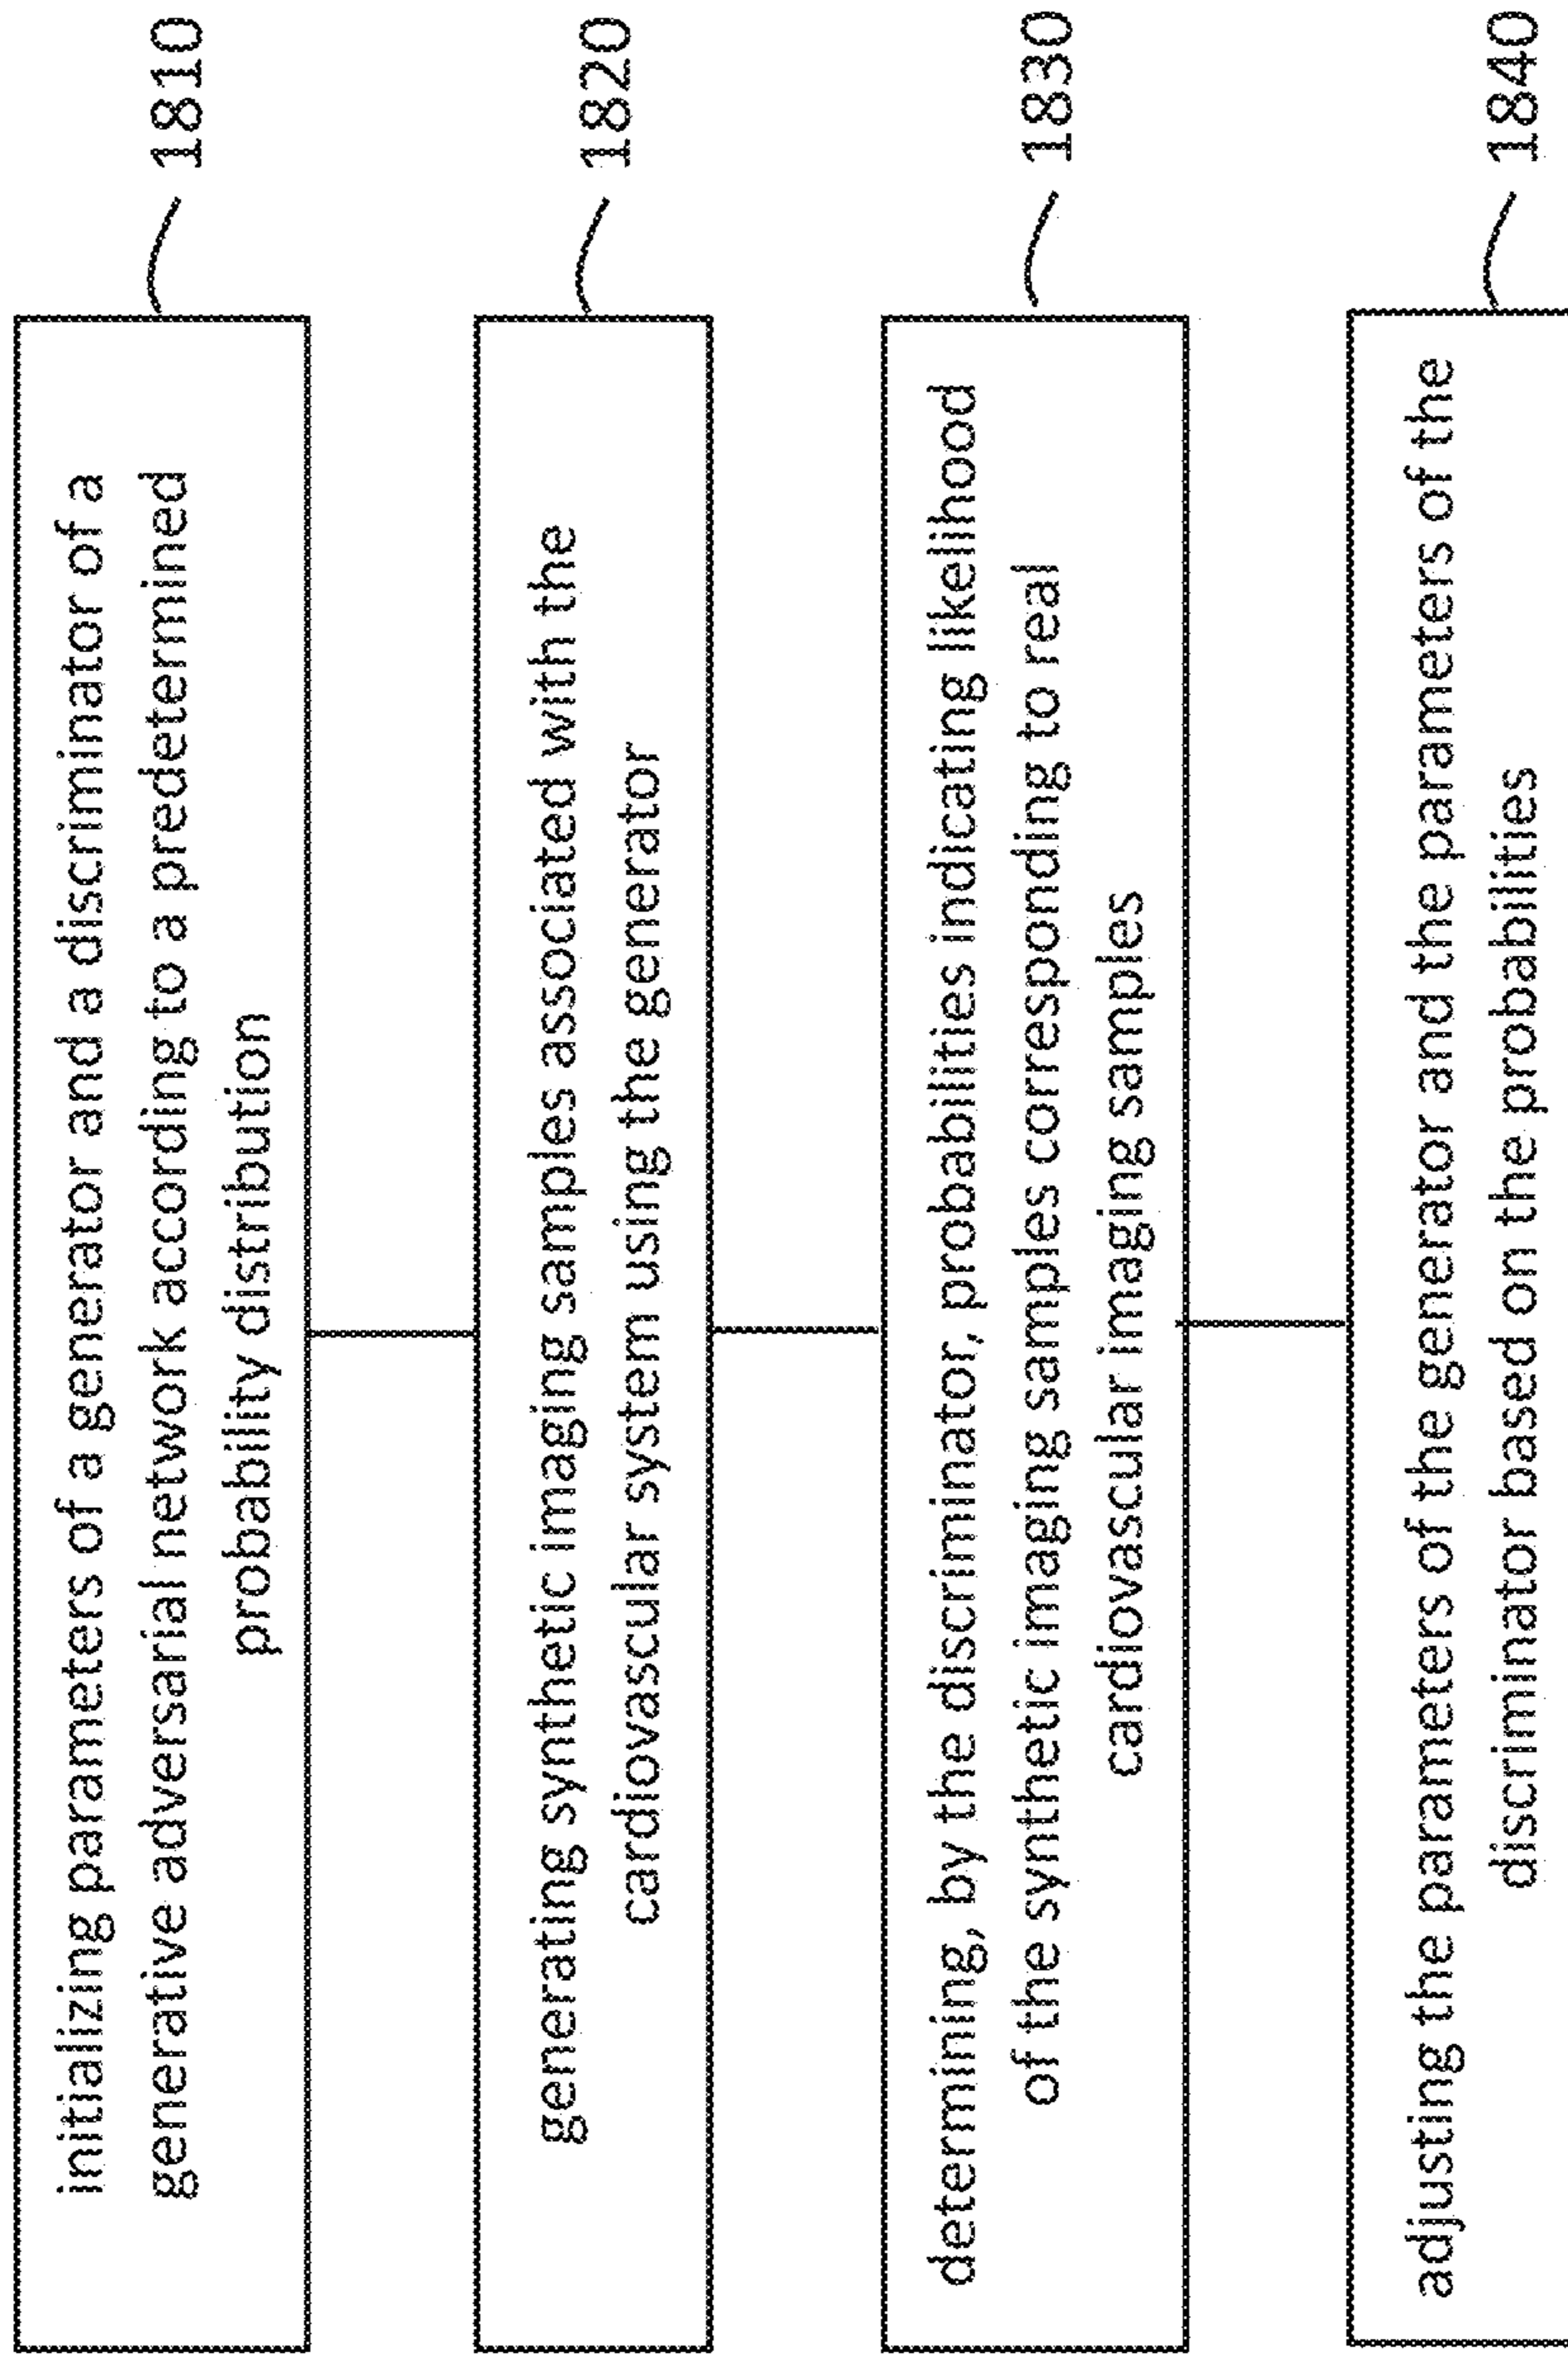 initializing parameters of a generator and a discriminator of a
generative adversarial network according to a predetermined
probability distribution
1810
generating synthetic imaging samples associated with the
cardiovascular system using the generator
1820
determining, by the discriminator, probabilities indicating likelihood
of the synthetic imaging samples corresponding to real
cardiovascular imaging samples
1830
adjusting the parameters of the generator and the parameters of the
discriminator based on the probabilities
1840